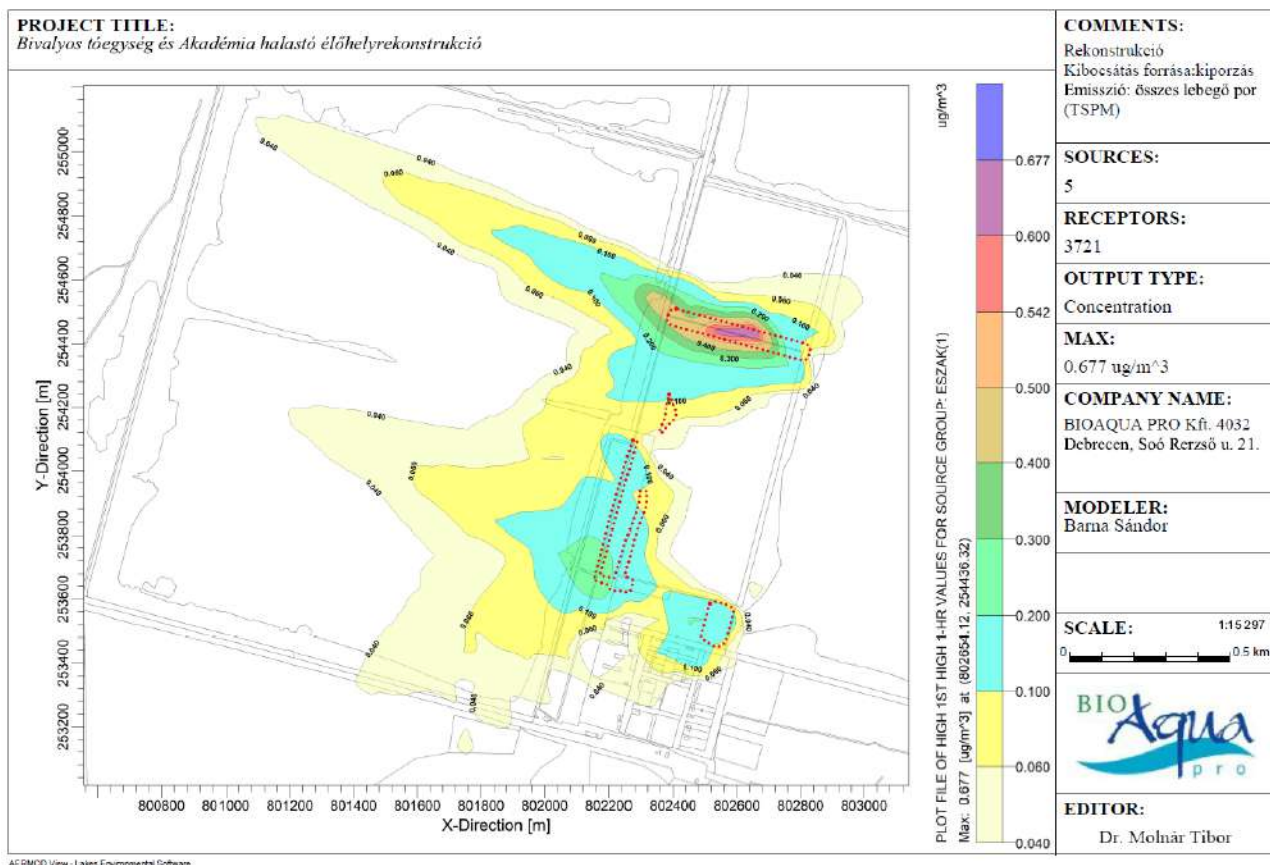 PROJECT TITLE:
Bivalyos tóegység és Akadémia halastó élőhelyrekonstrukció
COMMENTS:
Rekonstrukció
Kibocsátás forrása:kiporzás
Emisszió: összes lebegő por
(TSPM)
SOURCES:
5
RECEPTORS:
3721
OUTPUT TYPE:
Concentration
MAX:
0.677 ug/m^3
COMPANY NAME:
BIOAQUA PRO Kft. 4032
Debrecen, Soó Rerzső u. 21.
MODELER:
Barna Sándor
SCALE:
1:15 297
0
0.5 km
BIO Aqua pro
EDITOR:
Dr. Molnár Tibor
ug/m^3
0.677
0.600
0.542
0.500
0.400
0.300
0.200
0.100
0.060
0.040
PLOT FILE OF HIGH 1ST HIGH 1-HR VALUES FOR SOURCE GROUP: ESZAK(1)
Max: 0.677 [ug/m^3] at (802654.12, 254436.32)
Y-Direction [m]
255000
254800
254600
254400
254200
254000
253800
253600
253400
253200
800800 801000 801200 801400 801600 801800 802000 802200 802400 802600 802800 803000
X-Direction [m]
AERMOD View - Lakes Environmental Software